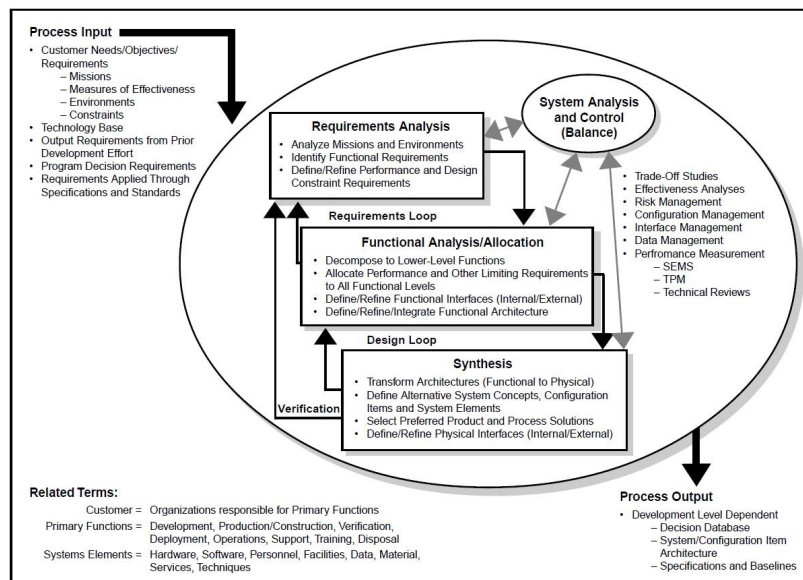 Process Input
• Customer Needs/Objectives/
Requirements
– Missions
– Measures of Effectiveness
– Environments
– Constraints
• Technology Base
• Output Requirements from Prior
Development Effort
• Program Decision Requirements
• Requirements Applied Through
Specifications and Standards
System Analysis
and Control
(Balance)
Requirements Analysis
• Analyze Missions and Environments
• Identify Functional Requirements
• Define/Refine Performance and Design
Constraint Requirements
• Trade-Off Studies
• Effectiveness Analyses
• Risk Management
• Configuration Management
• Interface Management
• Data Management
• Perfromance Measurement
– SEMS
– TPM
– Technical Reviews
Requirements Loop
Functional Analysis/Allocation
• Decompose to Lower-Level Functions
• Allocate Performance and Other Limiting Requirements
to All Functional Levels
• Define/Refine Functional Interfaces (Internal/External)
• Define/Refine/Integrate Functional Architecture
Design Loop
Synthesis
• Transform Architectures (Functional to Physical)
• Define Alternative System Concepts, Configuration
Items and System Elements
• Select Preferred Product and Process Solutions
• Define/Refine Physical Interfaces (Internal/External)
Verification
Related Terms:
Customer = Organizations responsible for Primary Functions
Primary Functions = Development, Production/Construction, Verification,
Deployment, Operations, Support, Training, Disposal
Systems Elements = Hardware, Software, Personnel, Facilities, Data, Material,
Services, Techniques
Process Output
• Development Level Dependent
– Decision Database
– System/Configuration Item
Architecture
– Specifications and Baselines